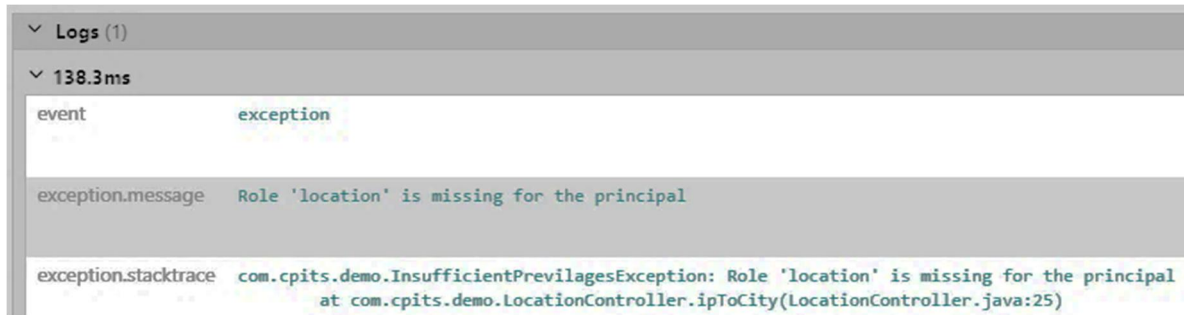 Logs (1)
138.3ms
event exception
exception.message Role 'location' is missing for the principal
exception.stacktrace com.cpits.demo.InsufficientPrevilagesException: Role 'location' is missing for the principal
at com.cpits.demo.LocationController.ipToCity(LocationController.java:25)